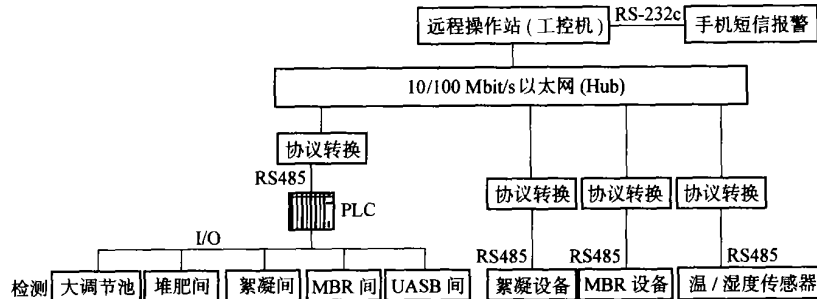 远程操作站(工控机)
RS-232c
手机短信报警
10/100 Mbit/s以太网(Hub)
协议转换
RS485
PLC
协议转换
协议转换
协议转换
I/O
RS485
RS485
RS485
检测
大调节池
堆肥间
絮凝间
MBR 间
UASB 间
絮凝设备
MBR 设备
温/湿度传感器